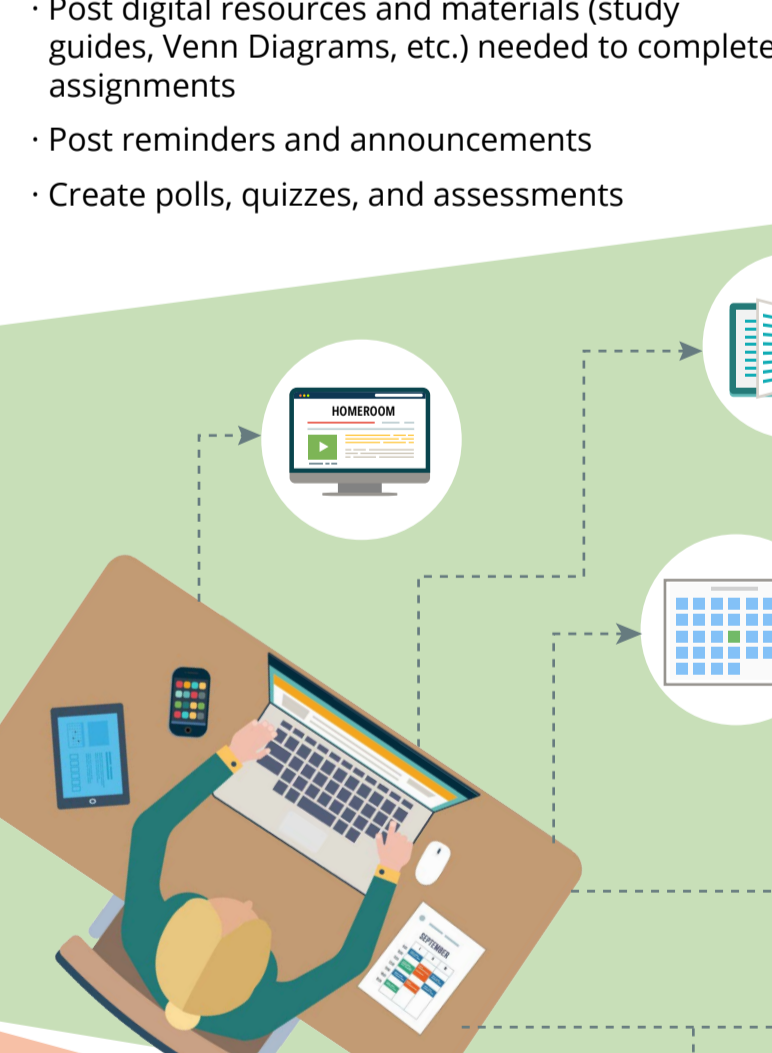 · Post digital resources and materials (study
guides, Venn Diagrams, etc.) needed to complete
assignments
· Post reminders and announcements
· Create polls, quizzes, and assessments
HOMEROOM
SEPTEMBER